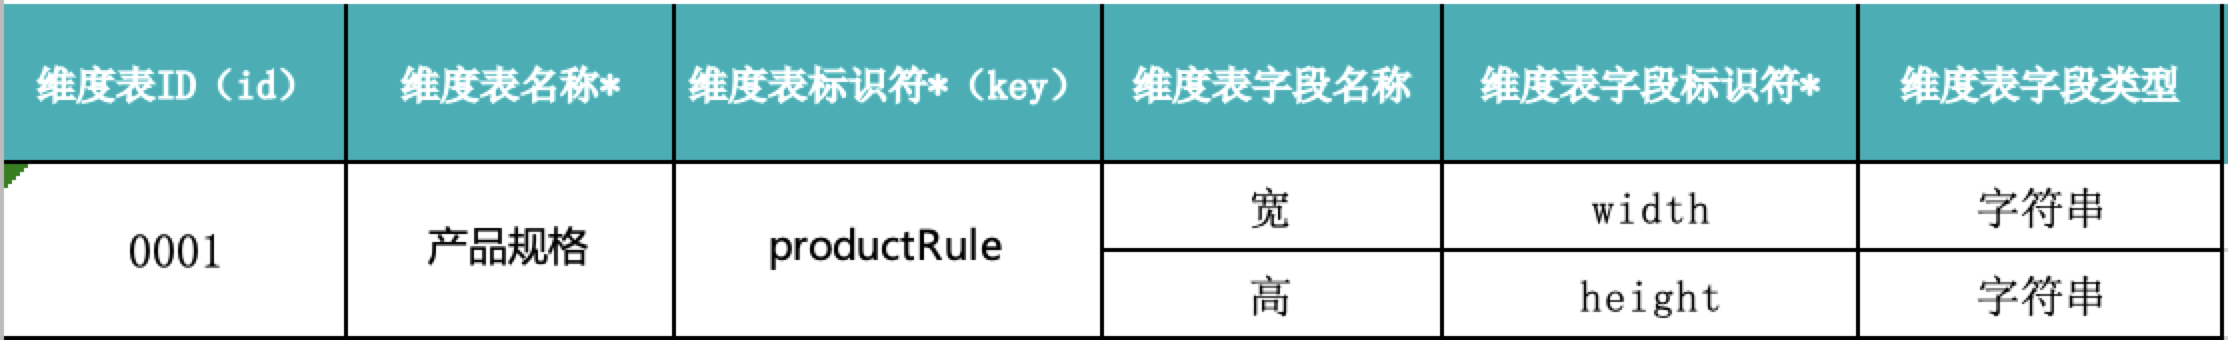 维度表ID（id） 维度表名称* 维度表标识符*（key） 维度表字段名称 维度表字段标识符* 维度表字段类型
0001 产品规格 productRule 宽 width 字符串
高 height 字符串